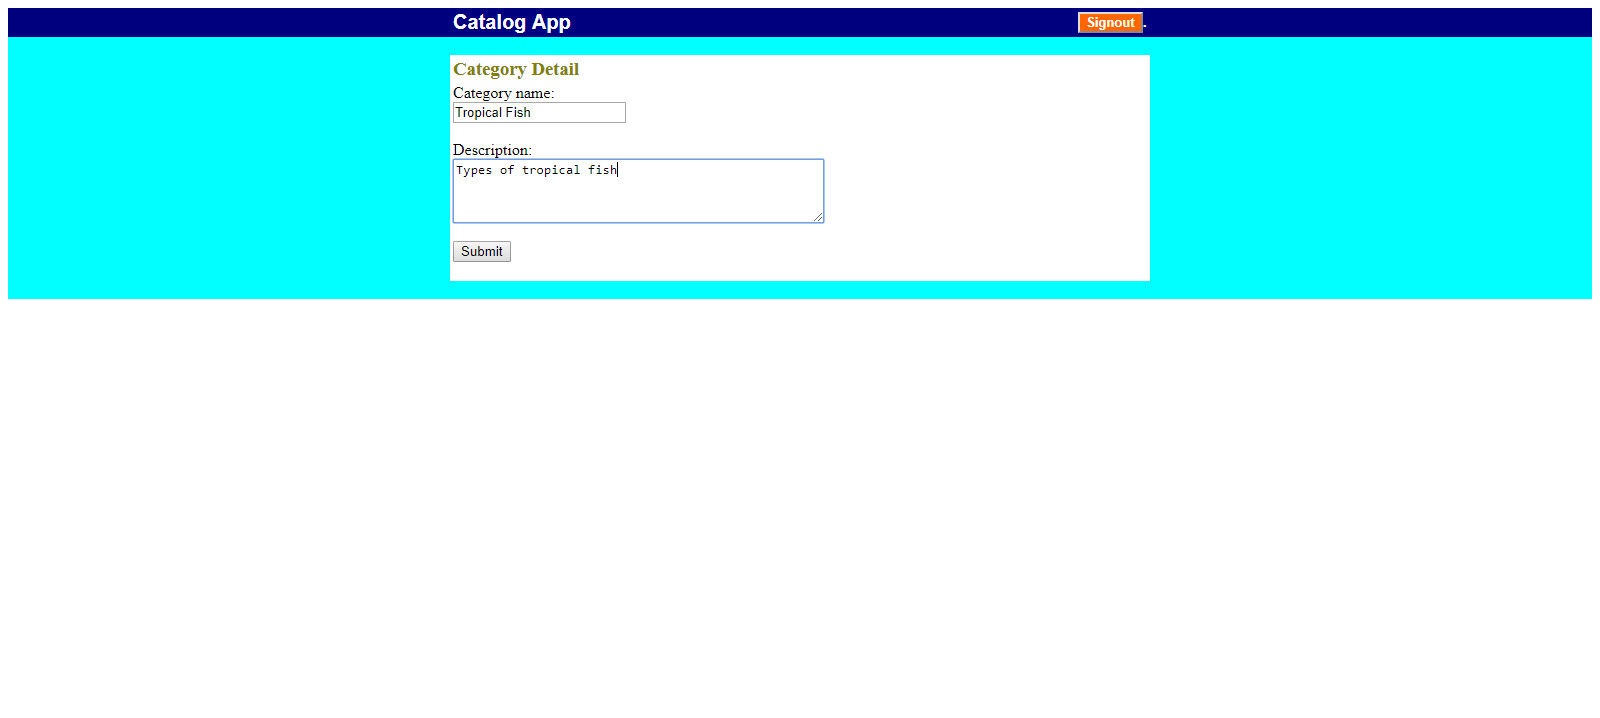 Catalog App
Signout.
Category Detail
Category name:
Tropical Fish
Description:
Types of tropical fish
Submit